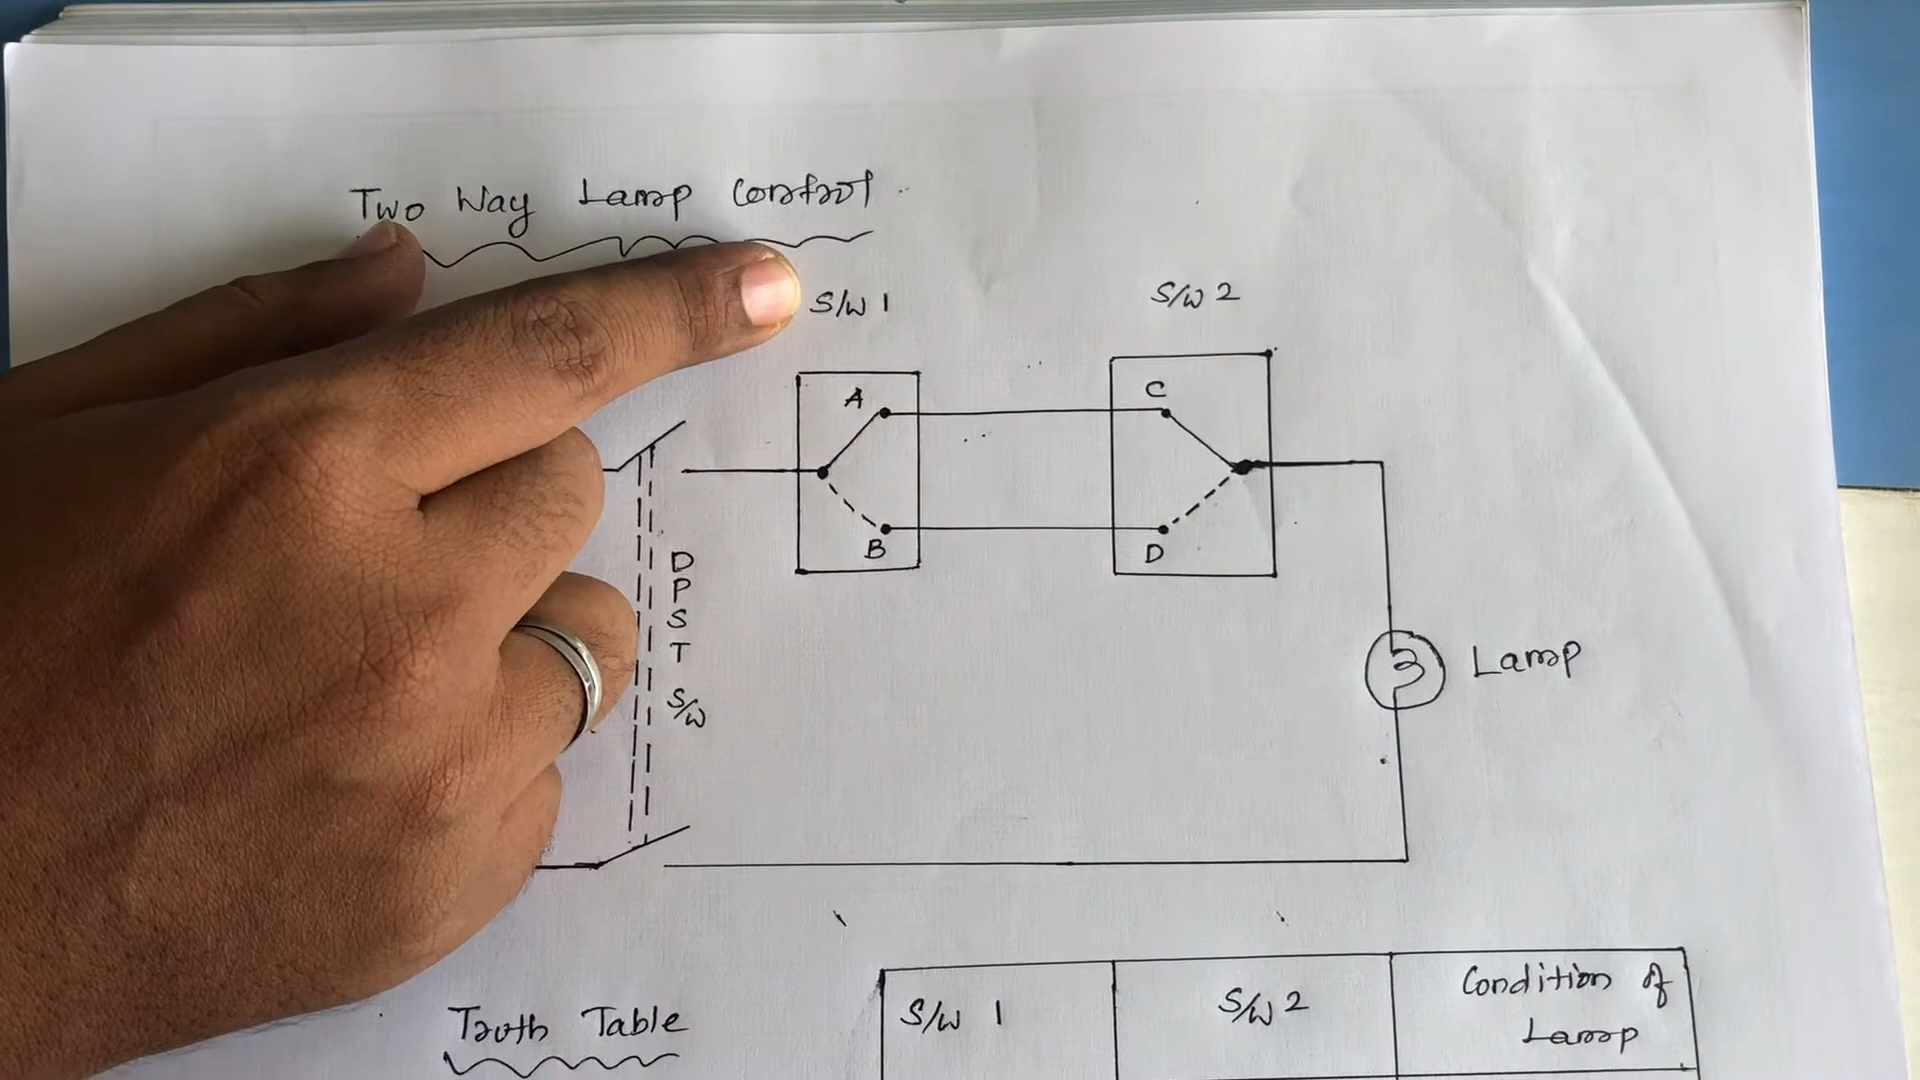 Two Way Lamp Control
S/W 1
S/W 2
A
C
B
D
DPST S/W
Lamp
Truth Table
S/W 1
S/W 2
Condition of
Lamp